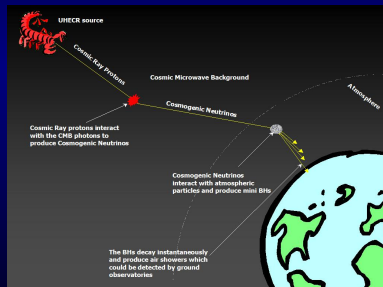 UHECR source
Cosmic Ray Protons
Cosmic Microwave Background
Atmosphere
Cosmogenic Neutrinos
Cosmic Ray protons interact
with the CMB photons to
produce Cosmogenic Neutrinos
Cosmogenic Neutrinos
interact with atmospheric
particles and produce mini BHs
The BHs decay instantaneously
and produce air showers which
could be detected by ground
observatories